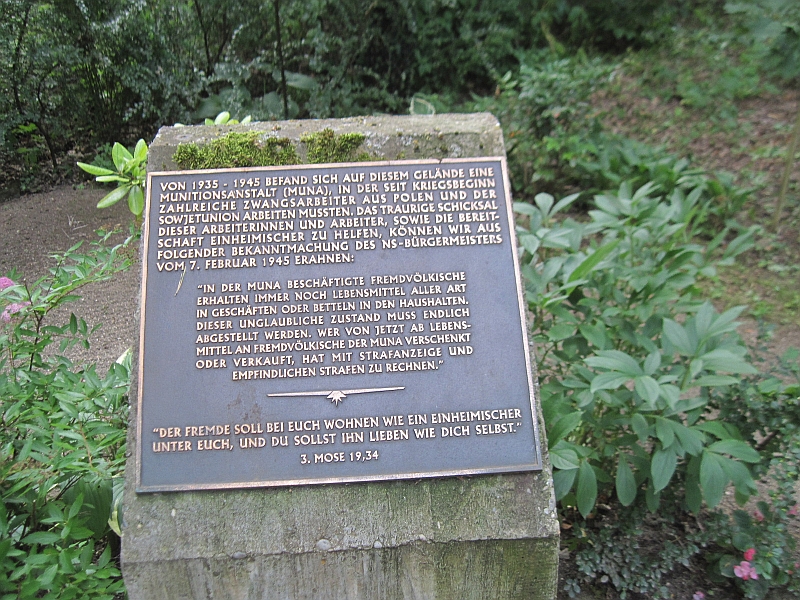 VON 1935 - 1945 BEFAND SICH AUF DIESEM GELÄNDE EINE
MUNITIONSANSTALT (MUNA), IN DER SEIT KRIEGSBEGINN
ZAHLREICHE ZWANGSARBEITER AUS POLEN UND DER
SOWJETUNION ARBEITEN MUSSTEN. DAS TRAURIGE SCHICKSAL
DIESER ARBEITERINNEN UND ARBEITER, SOWIE DIE BEREIT-
SCHAFT EINHEIMISCHER ZU HELFEN, KÖNNEN WIR AUS
FOLGENDER BEKANNTMACHUNG DES NS-BÜRGERMEISTERS
VOM 7. FEBRUAR 1945 ERAHNEN:
"IN DER MUNA BESCHÄFTIGTE FREMDVÖLKISCHE
ERHALTEN IMMER NOCH LEBENSMITTEL ALLER ART
IN GESCHÄFTEN ODER BETTELN IN DEN HAUSHALTEN.
DIESER UNGLAUBLICHE ZUSTAND MUSS ENDLICH
ABGESTELLT WERDEN. WER VON JETZT AB LEBENS-
MITTEL AN FREMDVÖLKISCHE DER MUNA VERSCHENKT
ODER VERKAUFT, HAT MIT STRAFANZEIGE UND
EMPFINDLICHEN STRAFEN ZU RECHNEN."
"DER FREMDE SOLL BEI EUCH WOHNEN WIE EIN EINHEIMISCHER
UNTER EUCH, UND DU SOLLST IHN LIEBEN WIE DICH SELBST."
3. MOSE 19,34